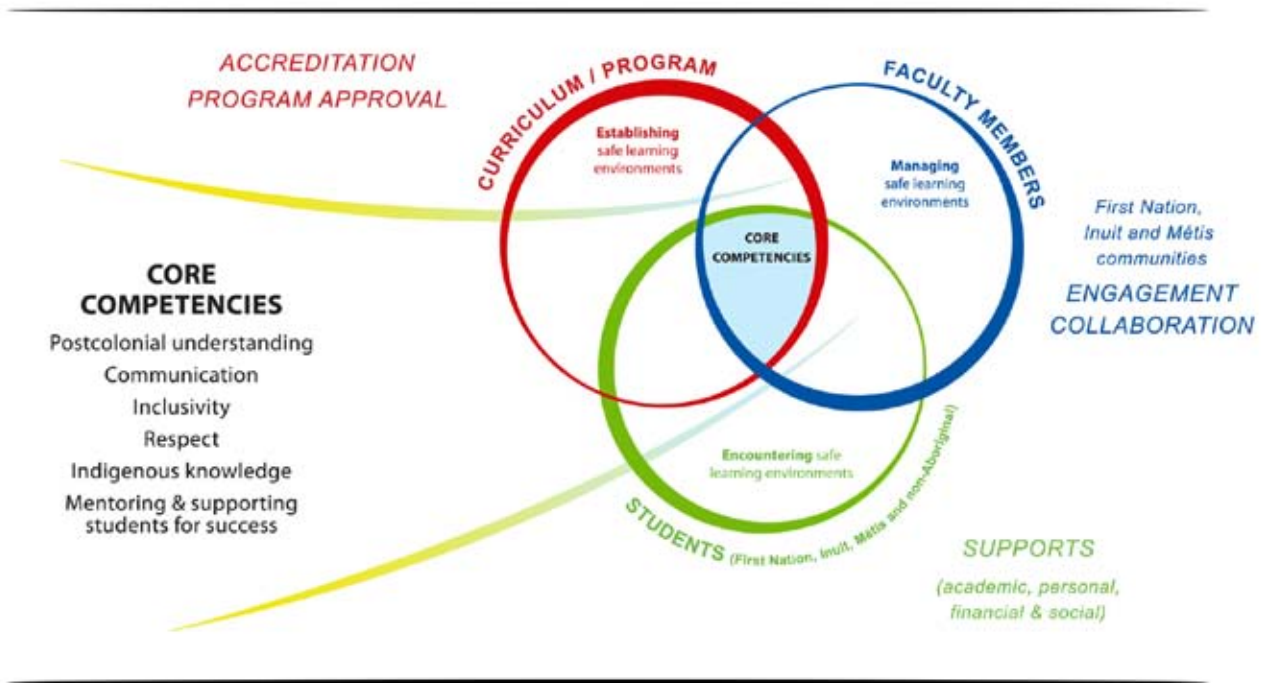 ACCREDITATION
PROGRAM APPROVAL
CURRICULUM / PROGRAM
Establishing
safe learning
environments
FACULTY MEMBERS
Managing
safe learning
environments
First Nation,
Inuit and Métis
communities
ENGAGEMENT
COLLABORATION
CORE
COMPETENCIES
CORE
COMPETENCIES
Postcolonial understanding
Communication
Inclusivity
Respect
Indigenous knowledge
Mentoring & supporting
students for success
Encountering safe
learning environments
STUDENTS (First Nation, Inuit, Métis and non-Aboriginal)
SUPPORTS
(academic, personal,
financial & social)